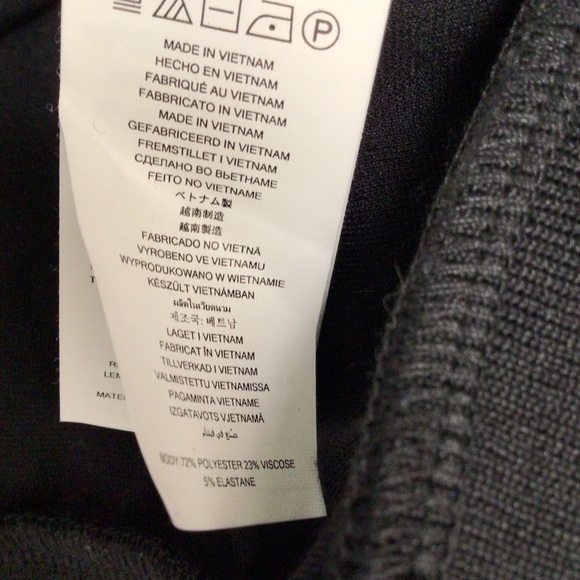 P
MADE IN VIETNAM
HECHO EN VIETNAM
FABRIQUÉ AU VIETNAM
FABBRICATO IN VIETNAM
MADE IN VIETNAM
GEFABRICEERD IN VIETNAM
FREMSTILLET I VIETNAM
СДЕЛАНО ВО ВЬЕТНАМЕ
FEITO NO VIETNAME
ベトナム製
越南制造
越南製造
FABRICADO NO VIETNÃ
VYROBENO VE VIETNAMU
WYPRODUKOWANO W WIETNAMIE
KÉSZÜLT VIETNÁMBAN
ผลิตในเวียดนาม
제조국: 베트남
LAGET I VIETNAM
FABRICAT ÎN VIETNAM
TILLVERKAD I VIETNAM
VALMISTETTU VIETNAMISSA
PAGAMINTA VIETNAME
IZGATAVOTS VJETNAMĀ
صنع في فيتنام
BODY:72% POLYESTER 23% VISCOSE
5% ELASTANE